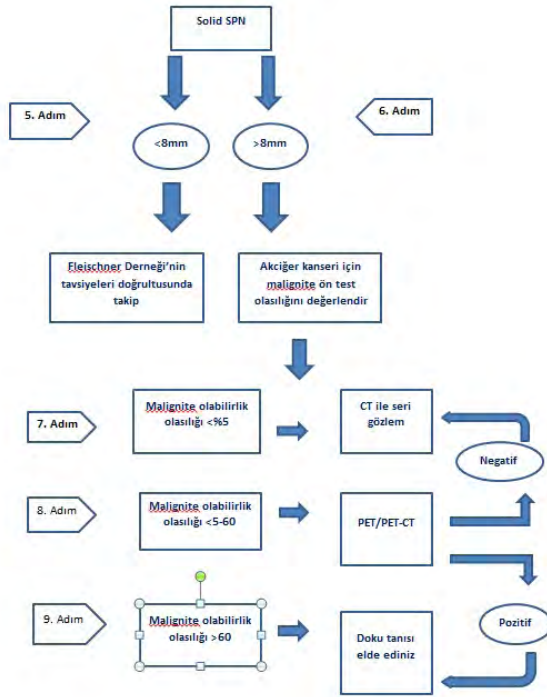 Solid SPN
5. Adım
6. Adım
<8mm
>8mm
Fleischner Derneği’nin
tavsiyeleri doğrultusunda
takip
Akciğer kanseri için
malignite ön test
olasılığını değerlendir
7. Adım
Malignite olabilirlik
olasılığı <%5
CT ile seri
gözlem
Negatif
8. Adım
Malignite olabilirlik
olasılığı <5-60
PET/PET-CT
9. Adım
Malignite olabilirlik
olasılığı >60
Doku tanısı
elde ediniz
Pozitif